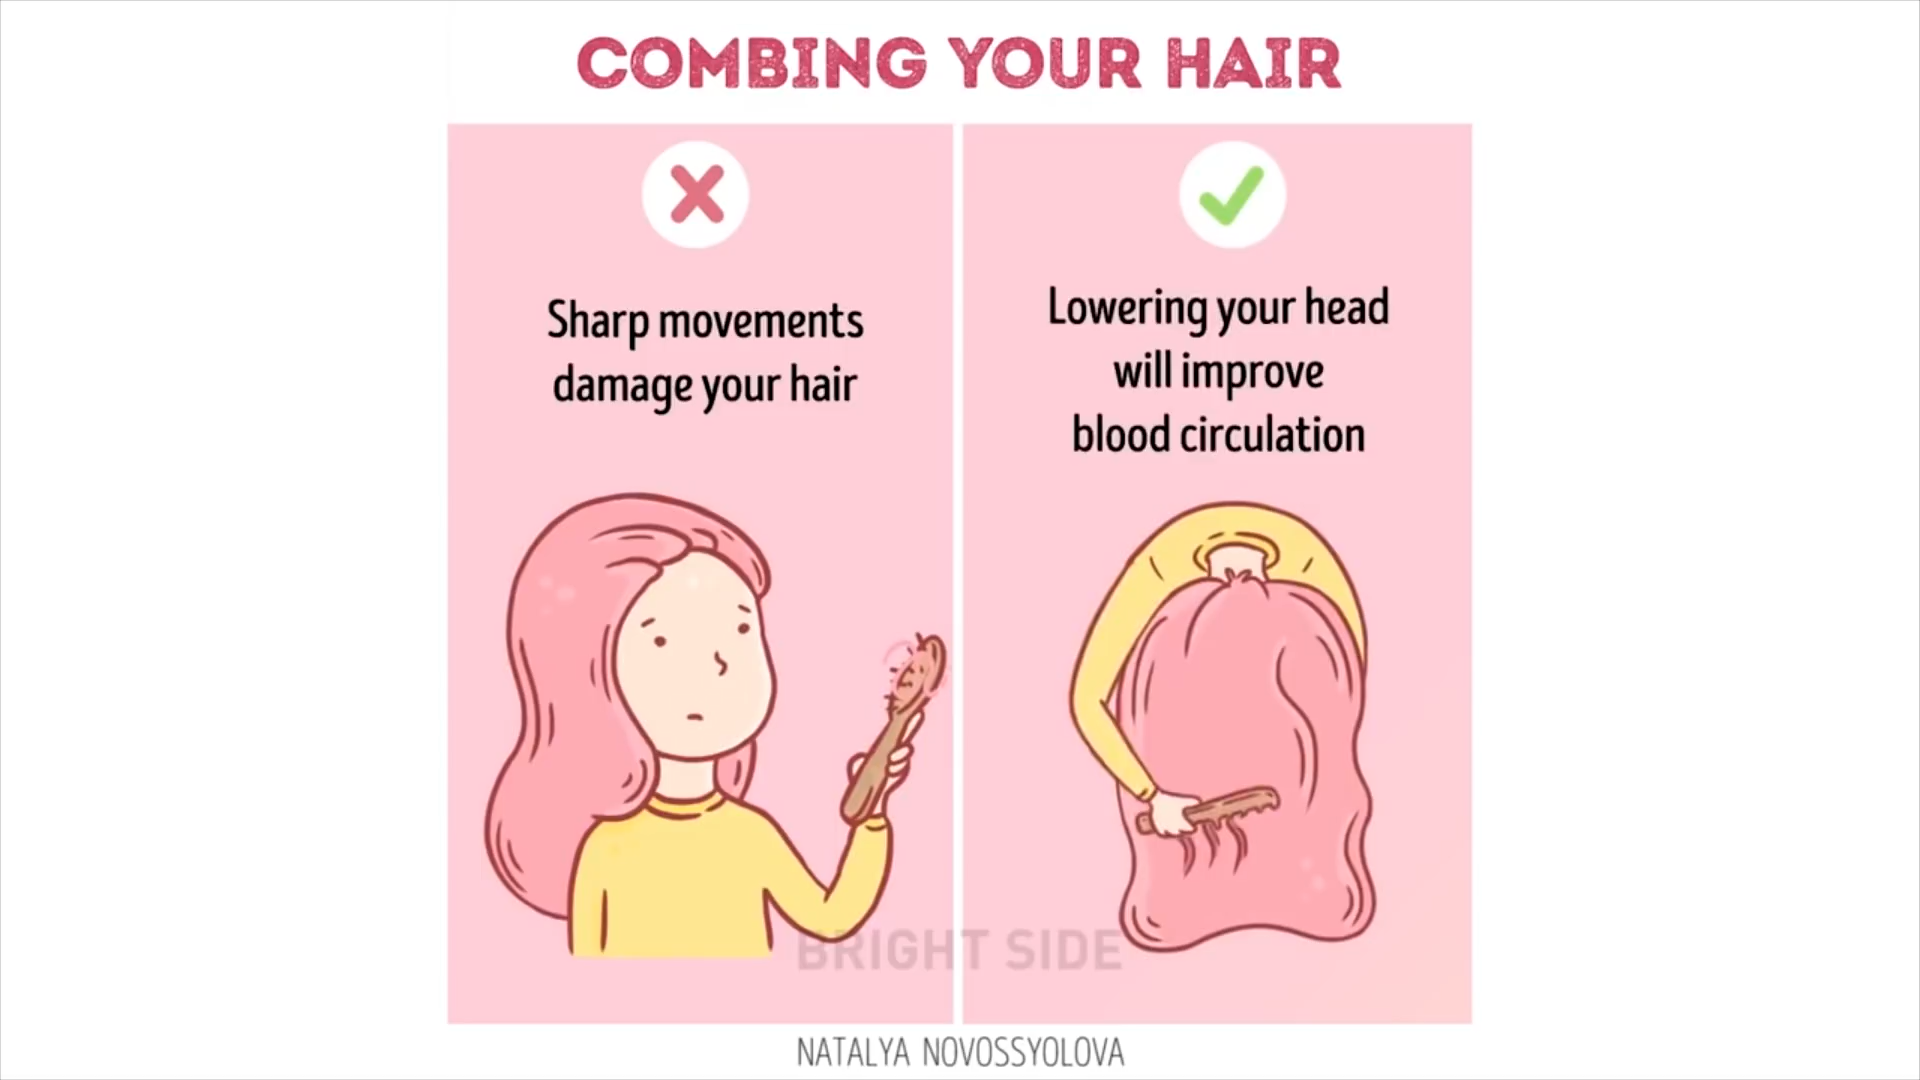 COMBING YOUR HAIR
Sharp movements
damage your hair
Lowering your head
will improve
blood circulation
BRIGHT SIDE
NATALYA NOVOSSYOLOVA